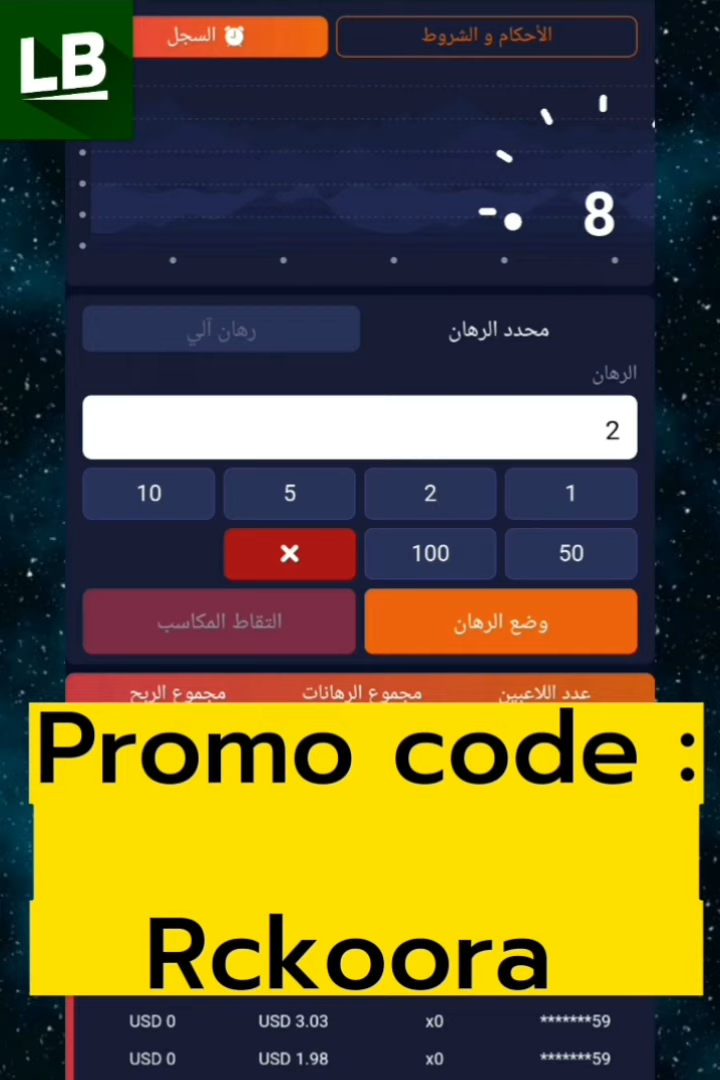 LB
الأحكام و الشروط
السجل
8
محدد الرهان
رهان آلي
الرهان
2
10 5 2 1
100 50
وضع الرهان
التقاط المكاسب
عدد اللاعبين مجموع الرهانات مجموع الربح
Promo code :
Rckoora
USD 0 USD 3.03 x0 *******59
USD 0 USD 1.98 x0 *******59